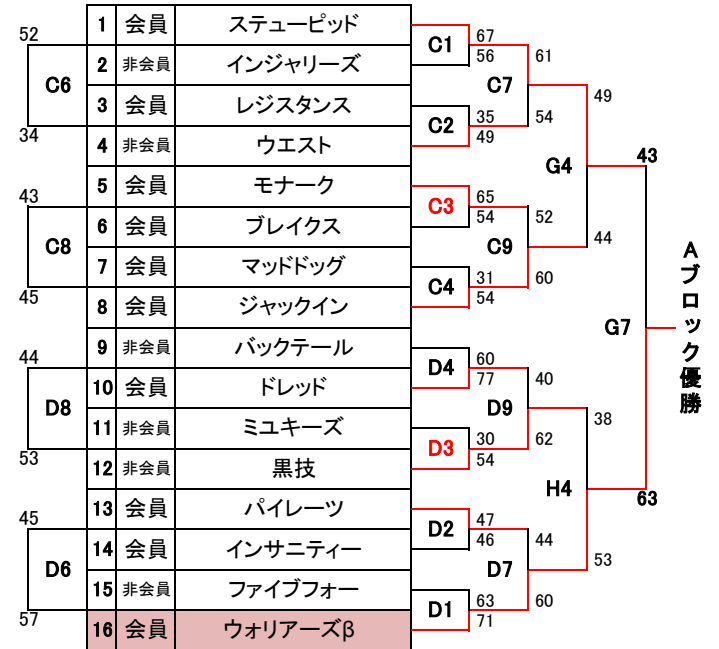 52
34
43
45
44
53
45
57
C6
C8
D8
D6
1 会員 ステューピッド
2 非会員 インジャリーズ
3 会員 レジスタンス
4 非会員 ウエスト
5 会員 モナーク
6 会員 ブレイクス
7 会員 マッドドッグ
8 会員 ジャックイン
9 非会員 バックテール
10 会員 ドレッド
11 非会員 ミユキーズ
12 非会員 黒技
13 会員 パイレーツ
14 会員 インサニティー
15 非会員 ファイブフォー
16 会員 ウォリアーズβ
C1
67
56
C2
35
49
C3
65
54
C4
31
54
D4
60
77
D3
30
54
D2
47
46
D1
63
71
C7
61
54
C9
52
60
D9
40
62
D7
44
60
G4
49
44
H4
38
53
G7
43
63
Aブロック優勝